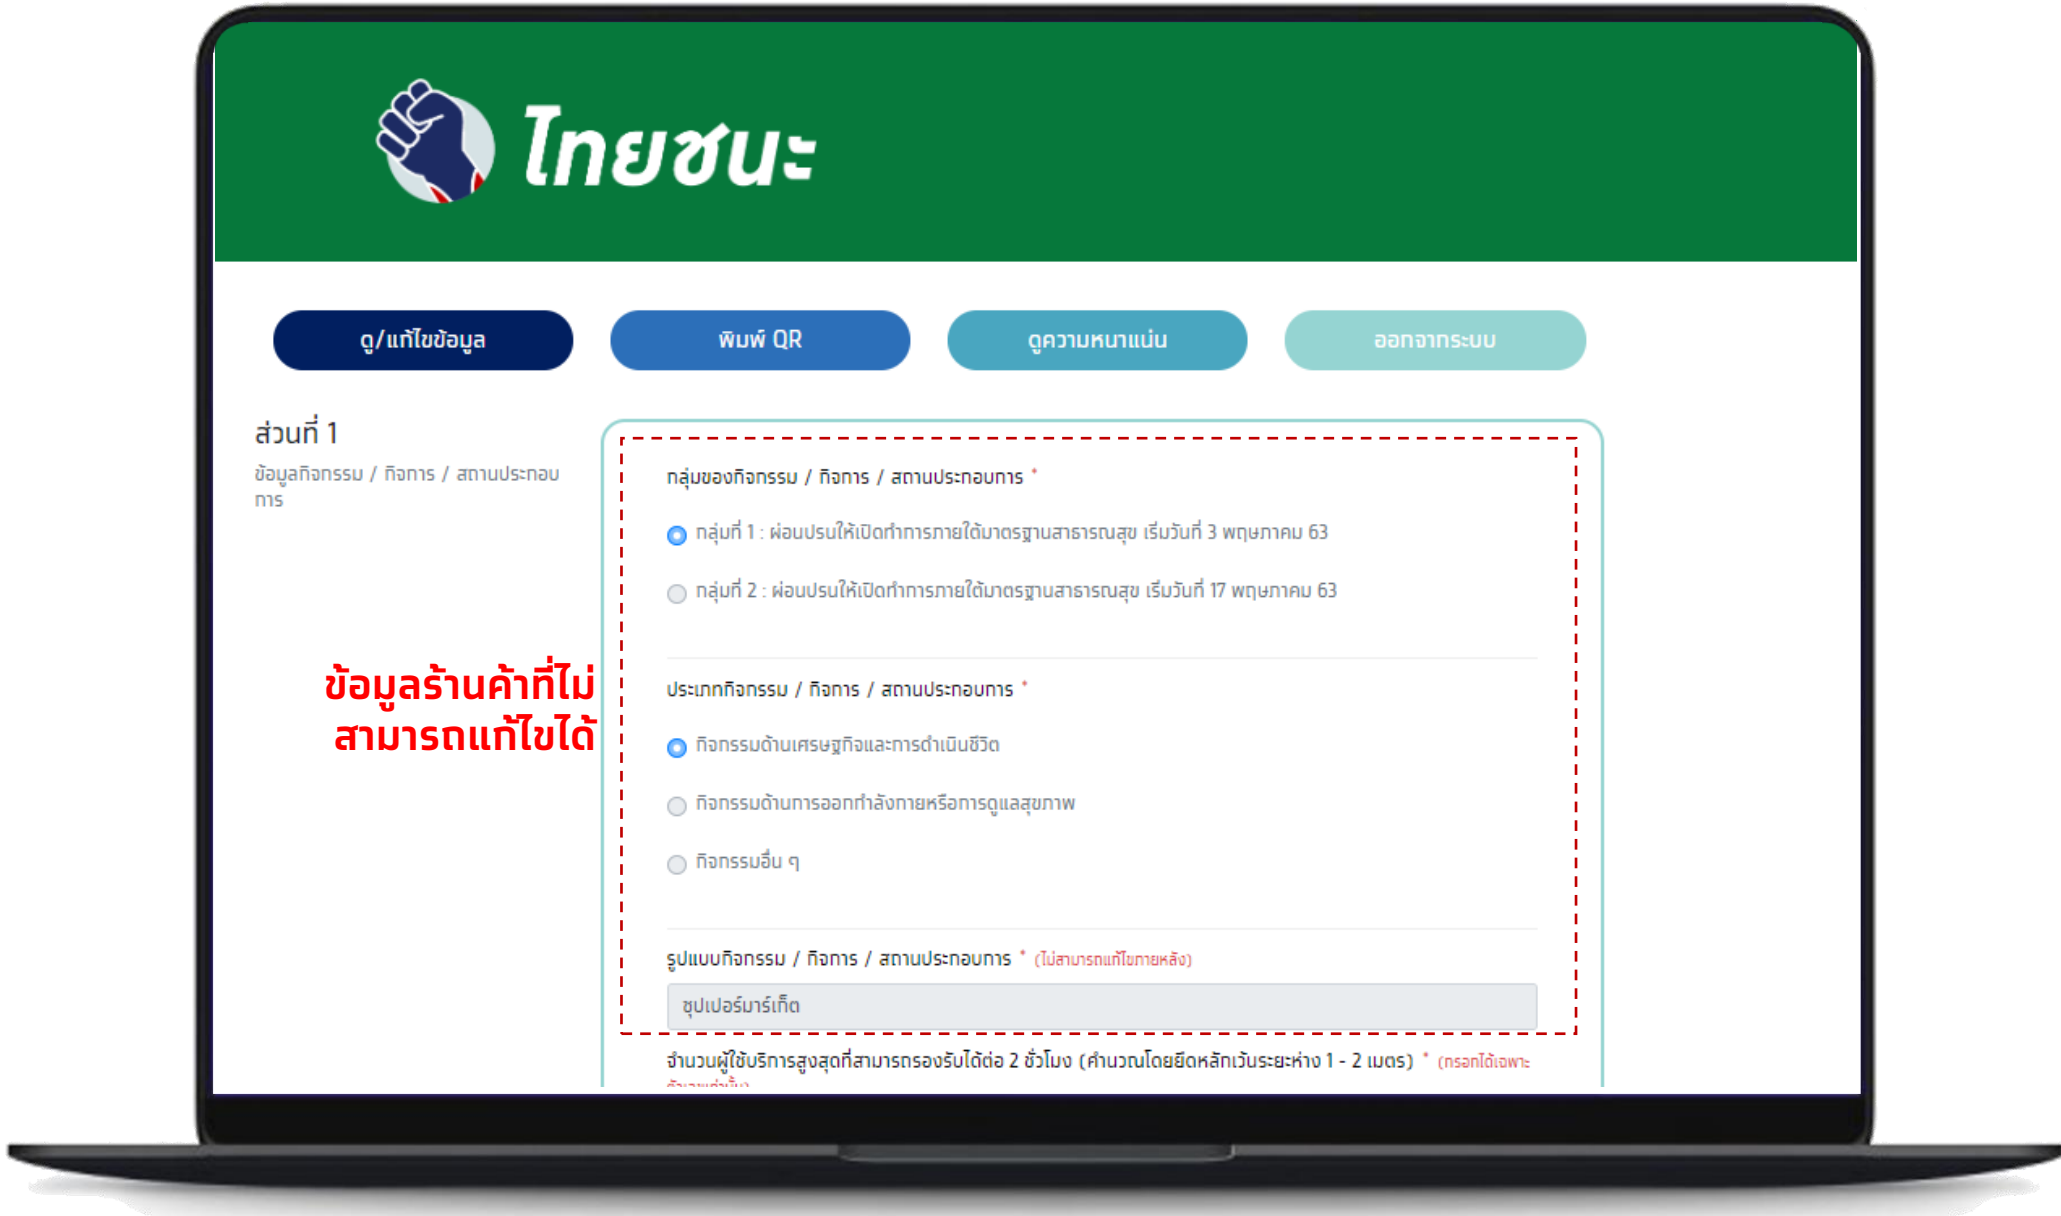 ไทยชนะ
ดู/แก้ไขข้อมูล
พิมพ์ QR
ดูความหนาแน่น
ออกจากระบบ
ส่วนที่ 1
ข้อมูลกิจกรรม / กิจการ / สถานประกอบ
การ
ข้อมูลร้านค้าที่ไม่
สามารถแก้ไขได้
กลุ่มของกิจกรรม / กิจการ / สถานประกอบการ *
กลุ่มที่ 1 : ผ่อนปรนให้เปิดทำการภายใต้มาตรฐานสาธารณสุข เริ่มวันที่ 3 พฤษภาคม 63
กลุ่มที่ 2 : ผ่อนปรนให้เปิดทำการภายใต้มาตรฐานสาธารณสุข เริ่มวันที่ 17 พฤษภาคม 63
ประเภทกิจกรรม / กิจการ / สถานประกอบการ *
กิจกรรมด้านเศรษฐกิจและการดำเนินชีวิต
กิจกรรมด้านการออกกำลังกายหรือการดูแลสุขภาพ
กิจกรรมอื่น ๆ
รูปแบบกิจกรรม / กิจการ / สถานประกอบการ * (ไม่สามารถแก้ไขภายหลัง)
ซุปเปอร์มาร์เก็ต
จำนวนผู้ใช้บริการสูงสุดที่สามารถรองรับได้ต่อ 2 ชั่วโมง (คำนวณโดยยึดหลักเว้นระยะห่าง 1 - 2 เมตร) * (กรอกได้เฉพาะ